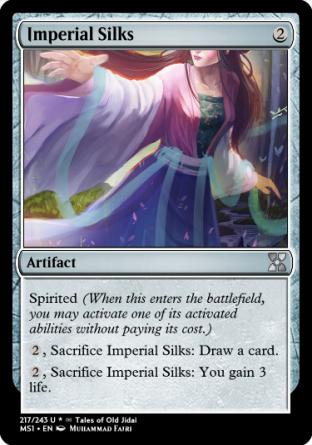 Imperial Silks 2
Artifact
Spirited (When this enters the battlefield,
you may activate one of its activated
abilities without paying its cost.)
2, Sacrifice Imperial Silks: Draw a card.
2, Sacrifice Imperial Silks: You gain 3
life.
217/243 U * ∞ Tales of Old Jidai
MS1 • EN Muhammad Fatri